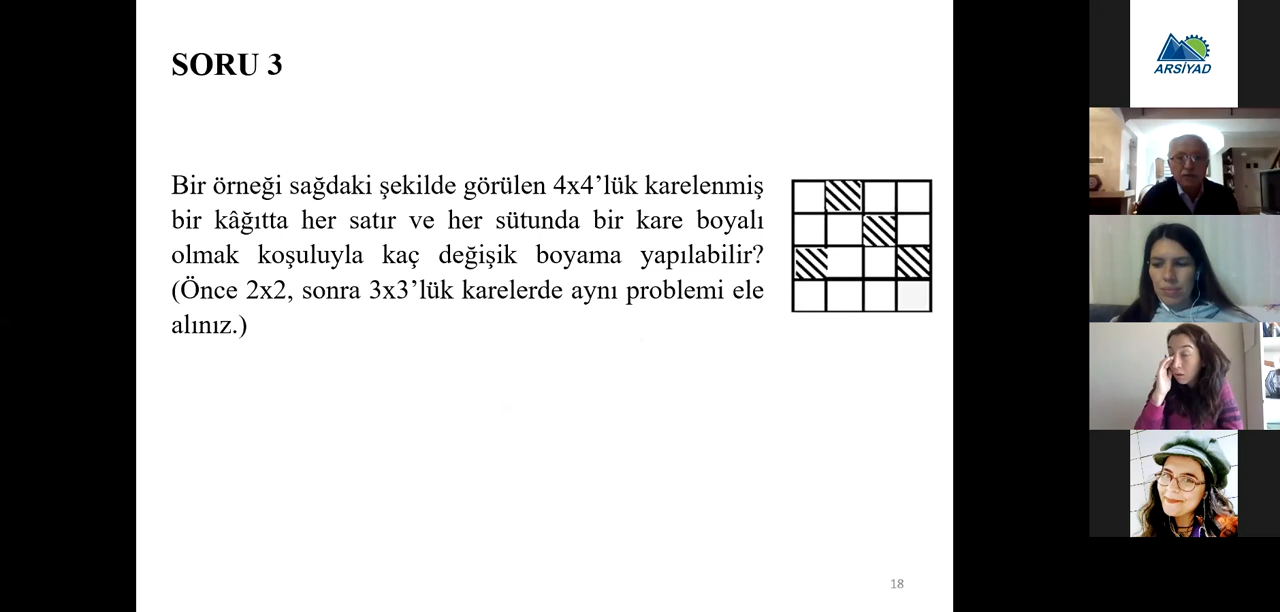 SORU 3
Bir örneği sağdaki şekilde görülen 4x4’lük karelenmiş
bir kâğıtta her satır ve her sütunda bir kare boyalı
olmak koşuluyla kaç değişik boyama yapılabilir?
(Önce 2x2, sonra 3x3’lük karelerde aynı problemi ele
alınız.)
18
ARSİYAD